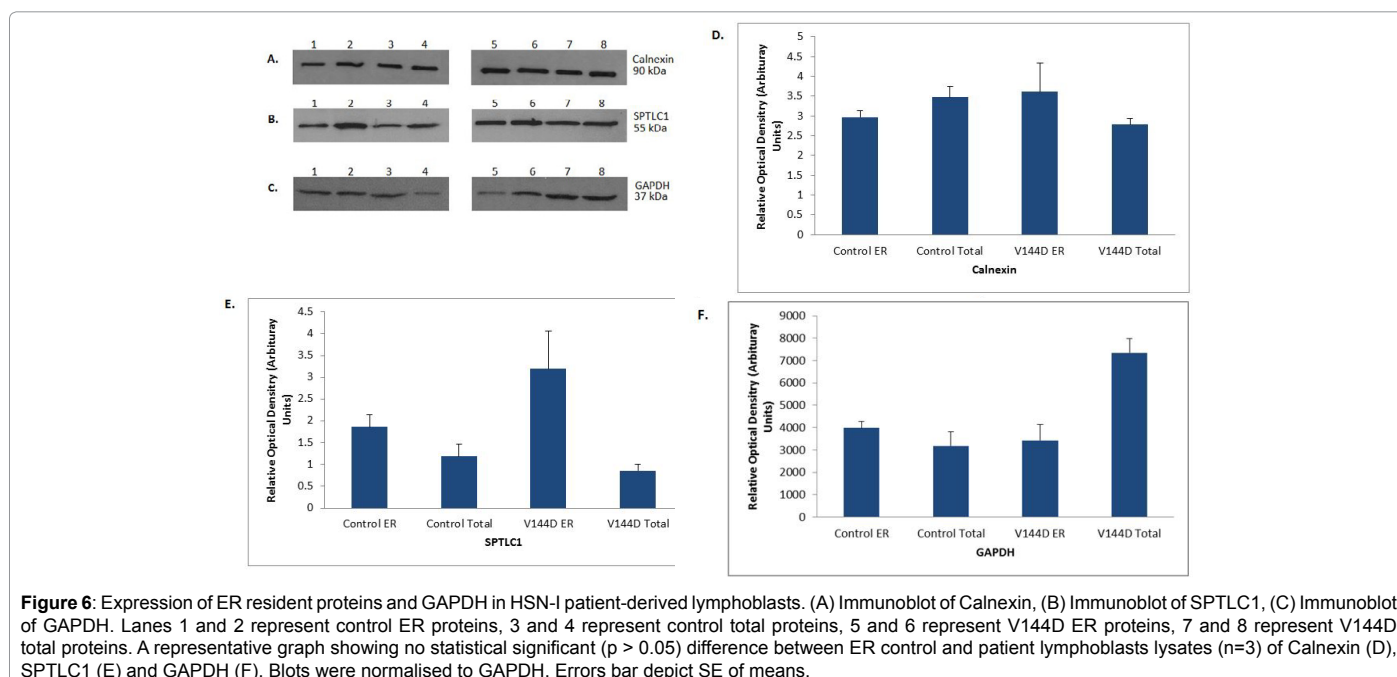 A.
1 2 3 4
5 6 7 8
Calnexin
90 kDa
B.
1 2 3 4
5 6 7 8
SPTLC1
55 kDa
C.
1 2 3 4
5 6 7 8
GAPDH
37 kDa
D.
Relative Optical Densitry (Arbituray
Units)
5
4.5
4
3.5
3
2.5
2
1.5
1
0.5
0
Control ER Control Total V144D ER V144D Total
Calnexin
E.
Relative Optical Densitry (Arbituray
Units)
4.5
4
3.5
3
2.5
2
1.5
1
0.5
0
Control ER Control Total V144D ER V144D Total
SPTLC1
F.
Relative Optical Densitry (Arbituray
Units)
9000
8000
7000
6000
5000
4000
3000
2000
1000
0
Control ER Control Total V144D ER V144D Total
GAPDH
Figure 6: Expression of ER resident proteins and GAPDH in HSN-I patient-derived lymphoblasts. (A) Immunoblot of Calnexin, (B) Immunoblot of SPTLC1, (C) Immunoblot
of GAPDH. Lanes 1 and 2 represent control ER proteins, 3 and 4 represent control total proteins, 5 and 6 represent V144D ER proteins, 7 and 8 represent V144D
total proteins. A representative graph showing no statistical significant (p > 0.05) difference between ER control and patient lymphoblasts lysates (n=3) of Calnexin (D),
SPTLC1 (E) and GAPDH (F). Blots were normalised to GAPDH. Errors bar depict SE of means.